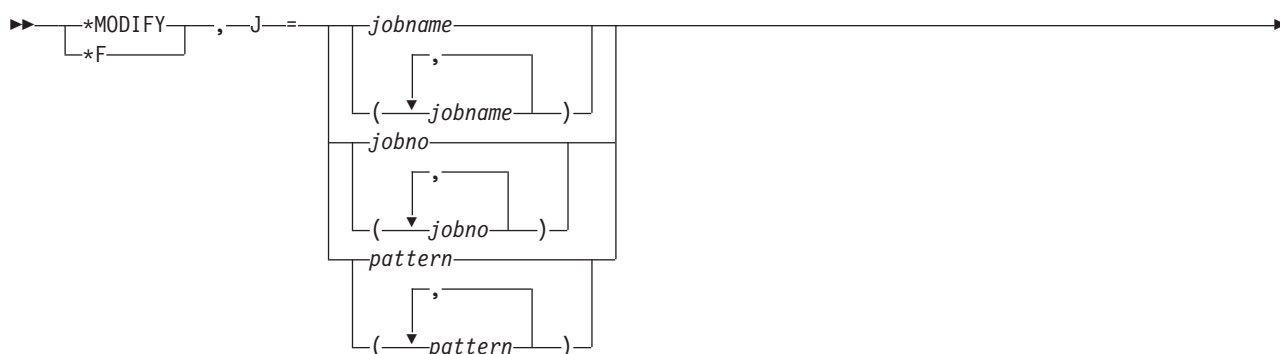 *MODIFY , J = jobname
*F
,
( jobname )
jobno
,
( jobno )
pattern
,
( pattern )